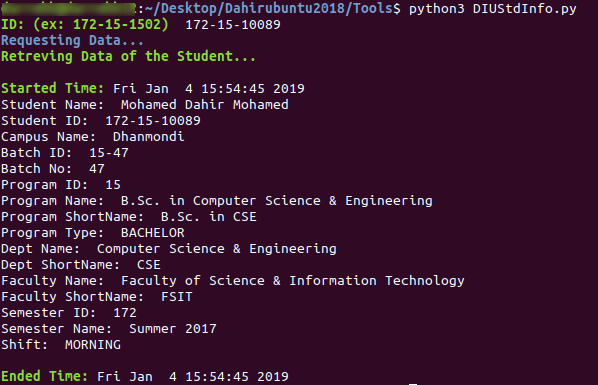 2:~/Desktop/Dahirubuntu2018/Tools$ python3 DIUStdInfo.py
ID: (ex: 172-15-1502) 172-15-10089
Requesting Data...
Retreving Data of the Student...
Started Time: Fri Jan 4 15:54:45 2019
Student Name: Mohamed Dahir Mohamed
Student ID: 172-15-10089
Campus Name: Dhanmondi
Batch ID: 15-47
Batch No: 47
Program ID: 15
Program Name: B.Sc. in Computer Science & Engineering
Program ShortName: B.Sc. in CSE
Program Type: BACHELOR
Dept Name: Computer Science & Engineering
Dept ShortName: CSE
Faculty Name: Faculty of Science & Information Technology
Faculty ShortName: FSIT
Semester ID: 172
Semester Name: Summer 2017
Shift: MORNING
Ended Time: Fri Jan 4 15:54:45 2019